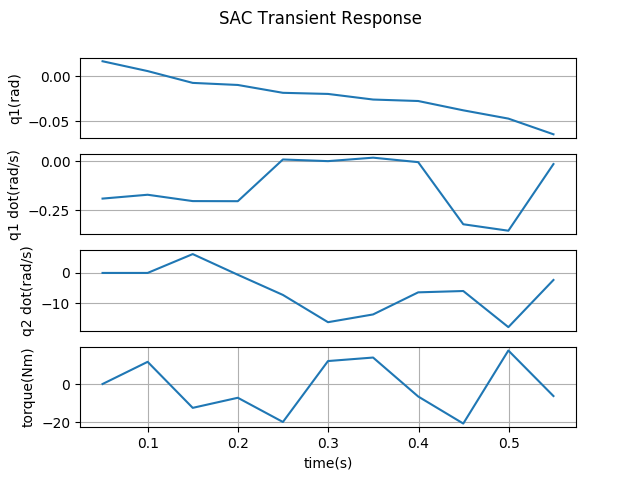 SAC Transient Response
q1(rad)
0.00
−0.05
q1 dot(rad/s)
0.00
−0.25
q2 dot(rad/s)
0
−10
torque(Nm)
0
−20
0.1 0.2 0.3 0.4 0.5
time(s)